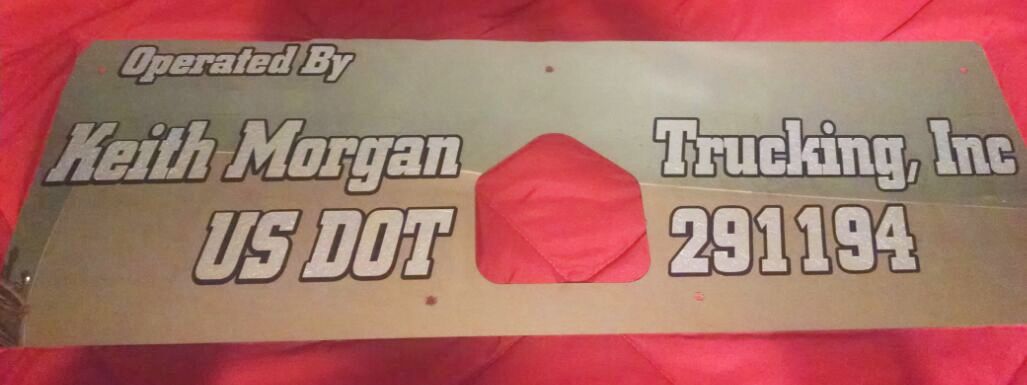 Operated By
Keith Morgan Trucking, Inc
US DOT 291194